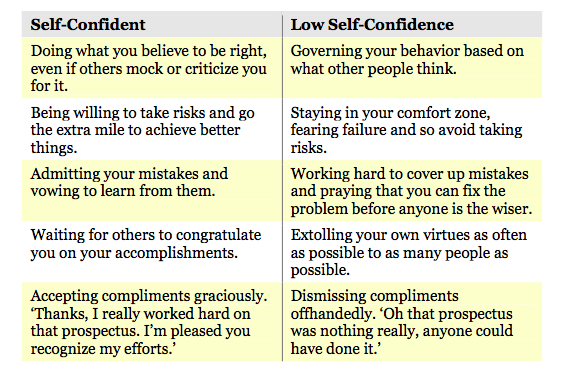 Self-Confident
Low Self-Confidence
Doing what you believe to be right,
even if others mock or criticize you
for it.
Governing your behavior based on
what other people think.
Being willing to take risks and go
the extra mile to achieve better
things.
Staying in your comfort zone,
fearing failure and so avoid taking
risks.
Admitting your mistakes and
vowing to learn from them.
Working hard to cover up mistakes
and praying that you can fix the
problem before anyone is the wiser.
Waiting for others to congratulate
you on your accomplishments.
Extolling your own virtues as often
as possible to as many people as
possible.
Accepting compliments graciously.
‘Thanks, I really worked hard on
that prospectus. I’m pleased you
recognize my efforts.’
Dismissing compliments
offhandedly. ‘Oh that prospectus
was nothing really, anyone could
have done it.’